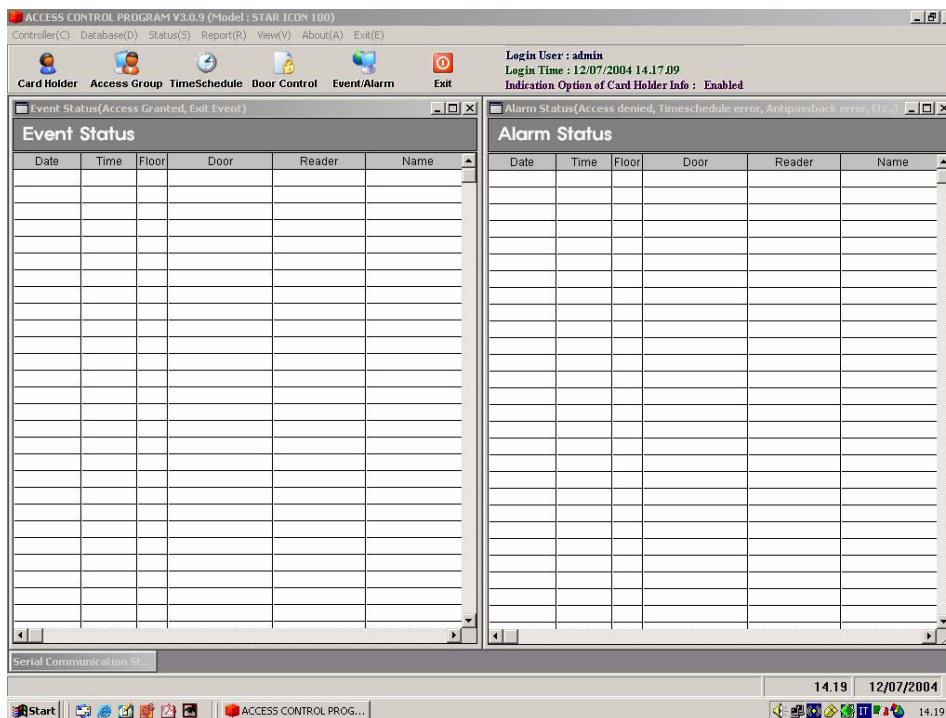 ACCESS CONTROL PROGRAM V3.0.9 (Model : STAR ICON 100)
Controller(C) Database(D) Status(S) Report(R) View(V) About(A) Exit(E)
Card Holder Access Group TimeSchedule Door Control Event/Alarm Exit
Login User : admin
Login Time : 12/07/2004 14.17.09
Indication Option of Card Holder Info : Enabled
Event Status(Access Granted, Exit Event)
Event Status
Date Time Floor Door Reader Name
Alarm Status(Access denied, Timeschedule error, Antipassback error, Etc..)
Alarm Status
Date Time Floor Door Reader Name
Serial Communication St...
14.19 12/07/2004
Start ACCESS CONTROL PROG... IT 14.19